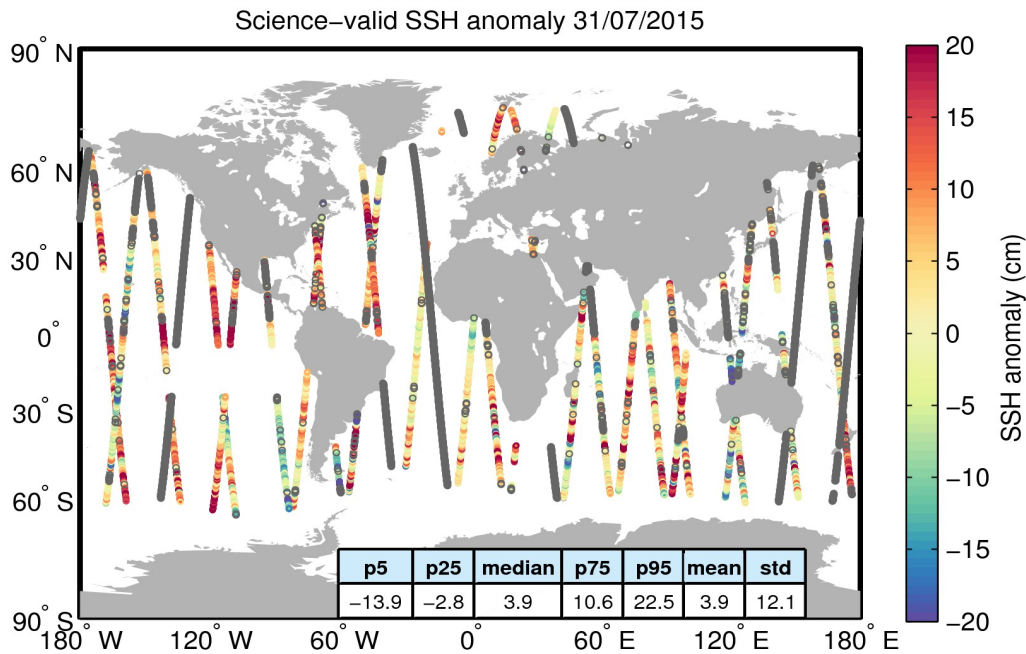 Science−valid SSH anomaly 31/07/2015
90° N
60° N
30° N
0°
30° S
60° S
90° S
180° W
120° W
60° W
0°
60° E
120° E
180° E
p5 p25 median p75 p95 mean std
−13.9 −2.8 3.9 10.6 22.5 3.9 12.1
20
15
10
5
0
−5
−10
−15
−20
SSH anomaly (cm)